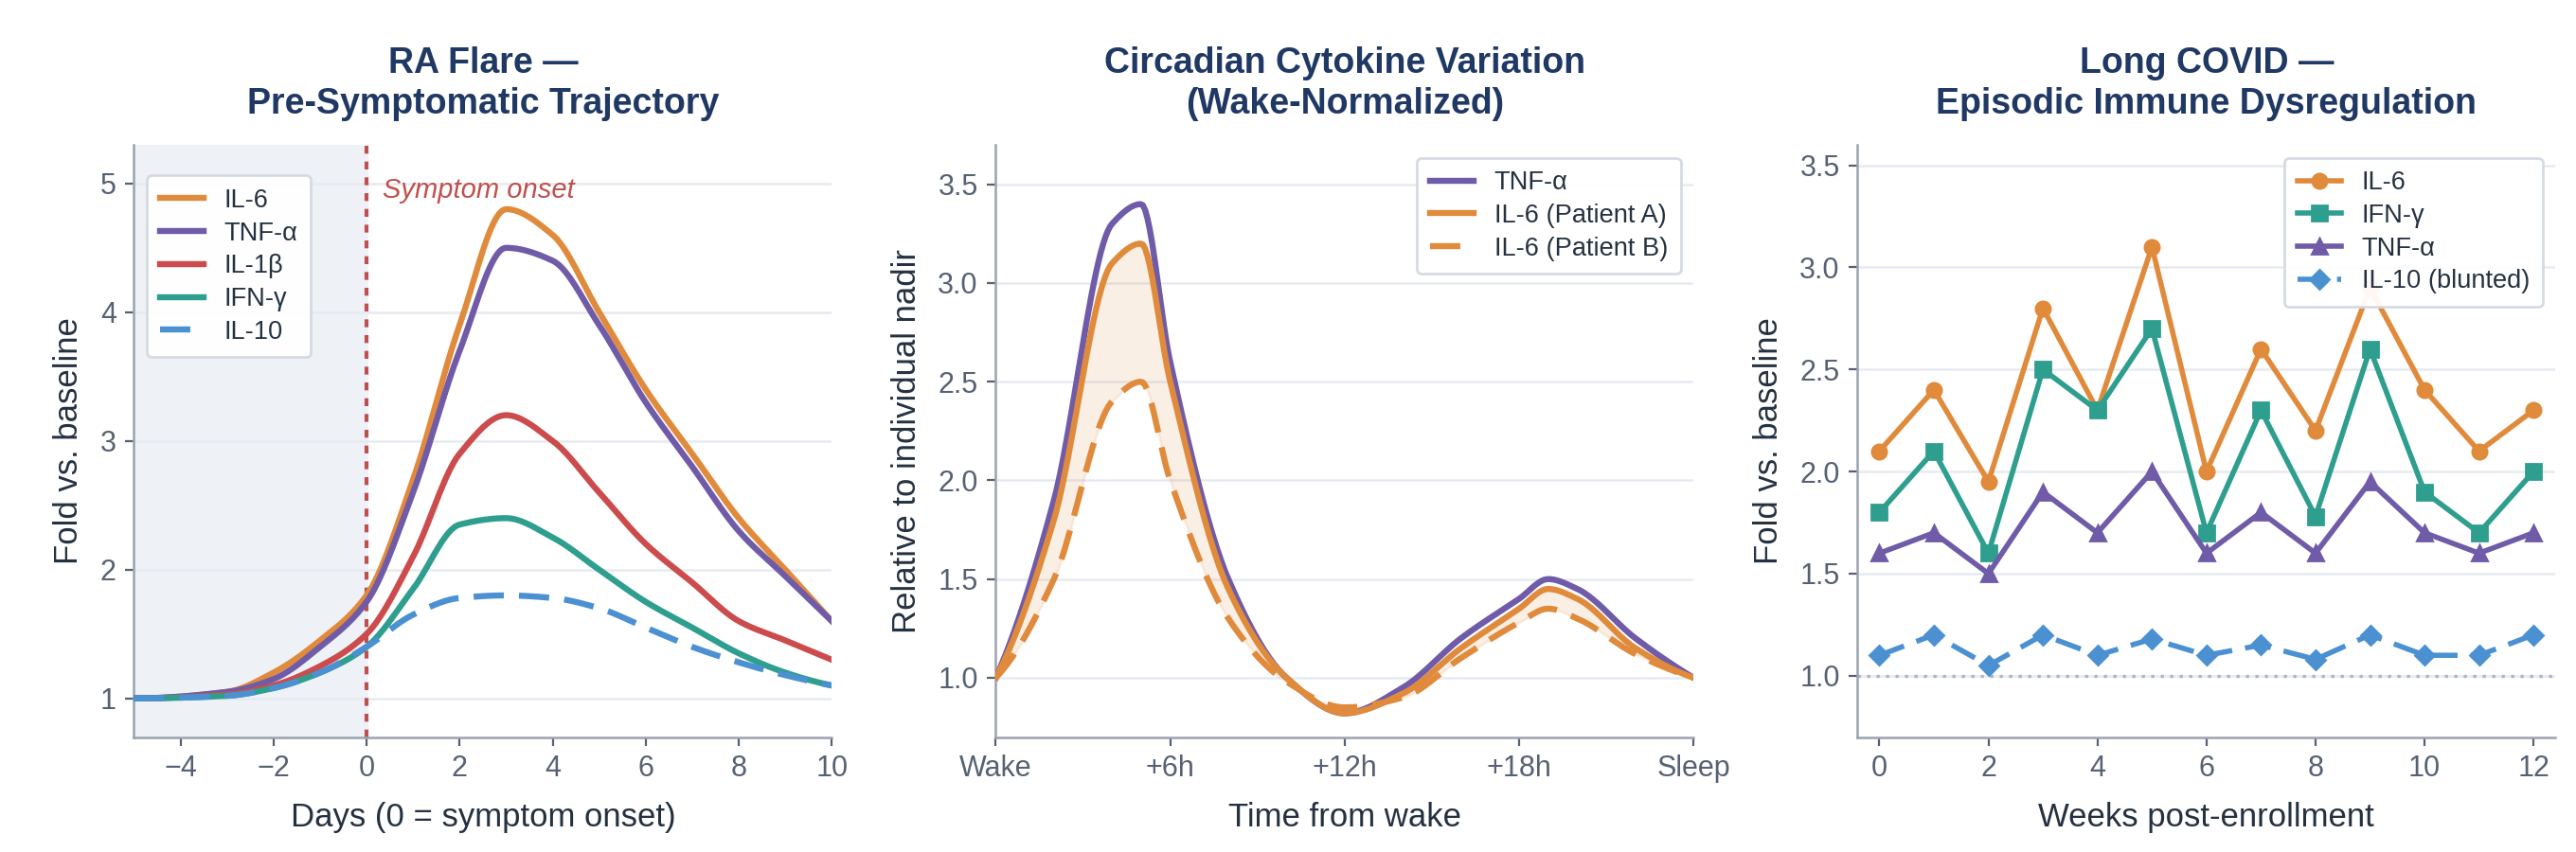 RA Flare —
Pre-Symptomatic Trajectory
5
4
3
2
1
Fold vs. baseline
IL-6
TNF-α
IL-1β
IFN-γ
IL-10
Symptom onset
−4
−2
0
2
4
6
8
10
Days (0 = symptom onset)
Circadian Cytokine Variation
(Wake-Normalized)
3.5
3.0
2.5
2.0
1.5
1.0
Relative to individual nadir
TNF-α
IL-6 (Patient A)
IL-6 (Patient B)
Wake
+6h
+12h
+18h
Sleep
Time from wake
Long COVID —
Episodic Immune Dysregulation
3.5
3.0
2.5
2.0
1.5
1.0
Fold vs. baseline
IL-6
IFN-γ
TNF-α
IL-10 (blunted)
0
2
4
6
8
10
12
Weeks post-enrollment